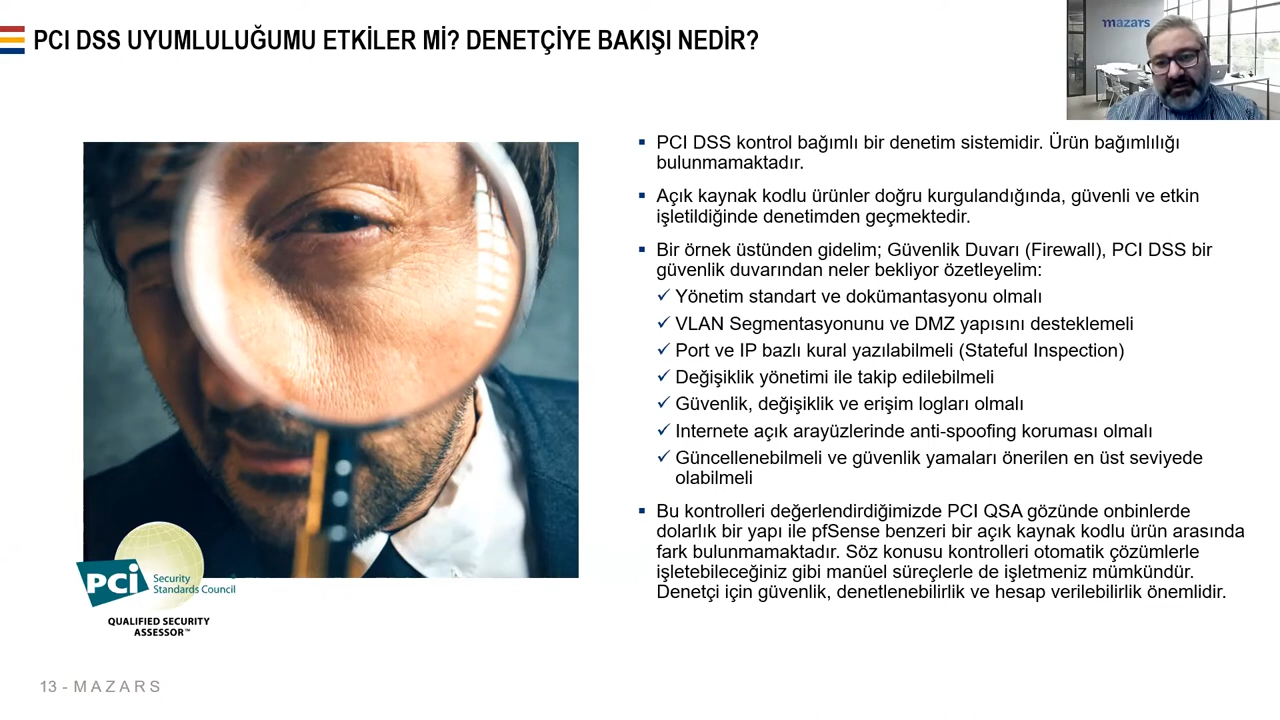 PCI DSS UYUMLULUĞUMU ETKİLER Mİ? DENETÇİYE BAKIŞI NEDİR?
mazars
PCI DSS kontrol bağımlı bir denetim sistemidir. Ürün bağımlılığı
bulunmamaktadır.
Açık kaynak kodlu ürünler doğru kurgulandığında, güvenli ve etkin
işletildiğinde denetimden geçmektedir.
Bir örnek üstünden gidelim; Güvenlik Duvarı (Firewall), PCI DSS bir
güvenlik duvarından neler bekliyor özetleyelim:
✓ Yönetim standart ve dokümantasyonu olmalı
✓ VLAN Segmentasyonunu ve DMZ yapısını desteklemeli
✓ Port ve IP bazlı kural yazılabilmeli (Stateful Inspection)
✓ Değişiklik yönetimi ile takip edilebilmeli
✓ Güvenlik, değişiklik ve erişim logları olmalı
✓ Internete açık arayüzlerinde anti-spoofing koruması olmalı
✓ Güncellenebilmeli ve güvenlik yamaları önerilen en üst seviyede
olabilmeli
Bu kontrolleri değerlendirdiğimizde PCI QSA gözünde onbinlerde
dolarlık bir yapı ile pfSense benzeri bir açık kaynak kodlu ürün arasında
fark bulunmamaktadır. Söz konusu kontrolleri otomatik çözümlerle
işletebileceğiniz gibi manüel süreçlerle de işletmeniz mümkündür.
Denetçi için güvenlik, denetlenebilirlik ve hesap verilebilirlik önemlidir.
PCI
Security
Standards Council
QUALIFIED SECURITY
ASSESSOR™
13 - MAZARS